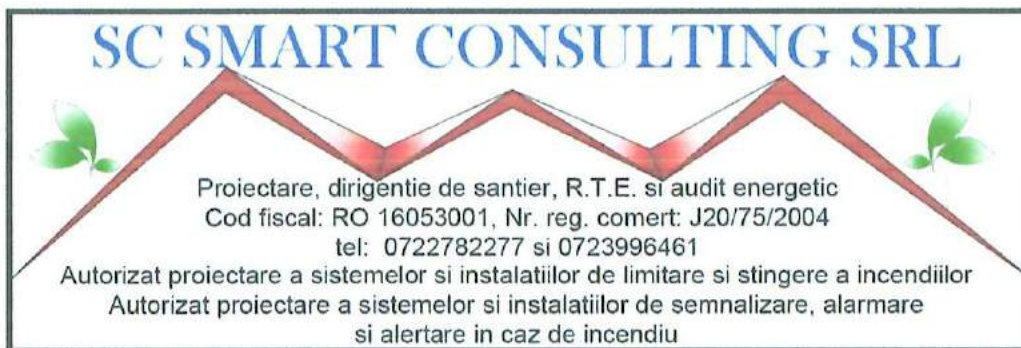 SC SMART CONSULTING SRL
Proiectare, dirigentie de santier, R.T.E. si audit energetic
Cod fiscal: RO 16053001, Nr. reg. comert: J20/75/2004
tel: 0722782277 si 0723996461
Autorizat proiectare a sistemelor si instalatiilor de limitare si stingere a incendiilor
Autorizat proiectare a sistemelor si instalatiilor de semnalizare, alarmare
si alertare in caz de incendiu